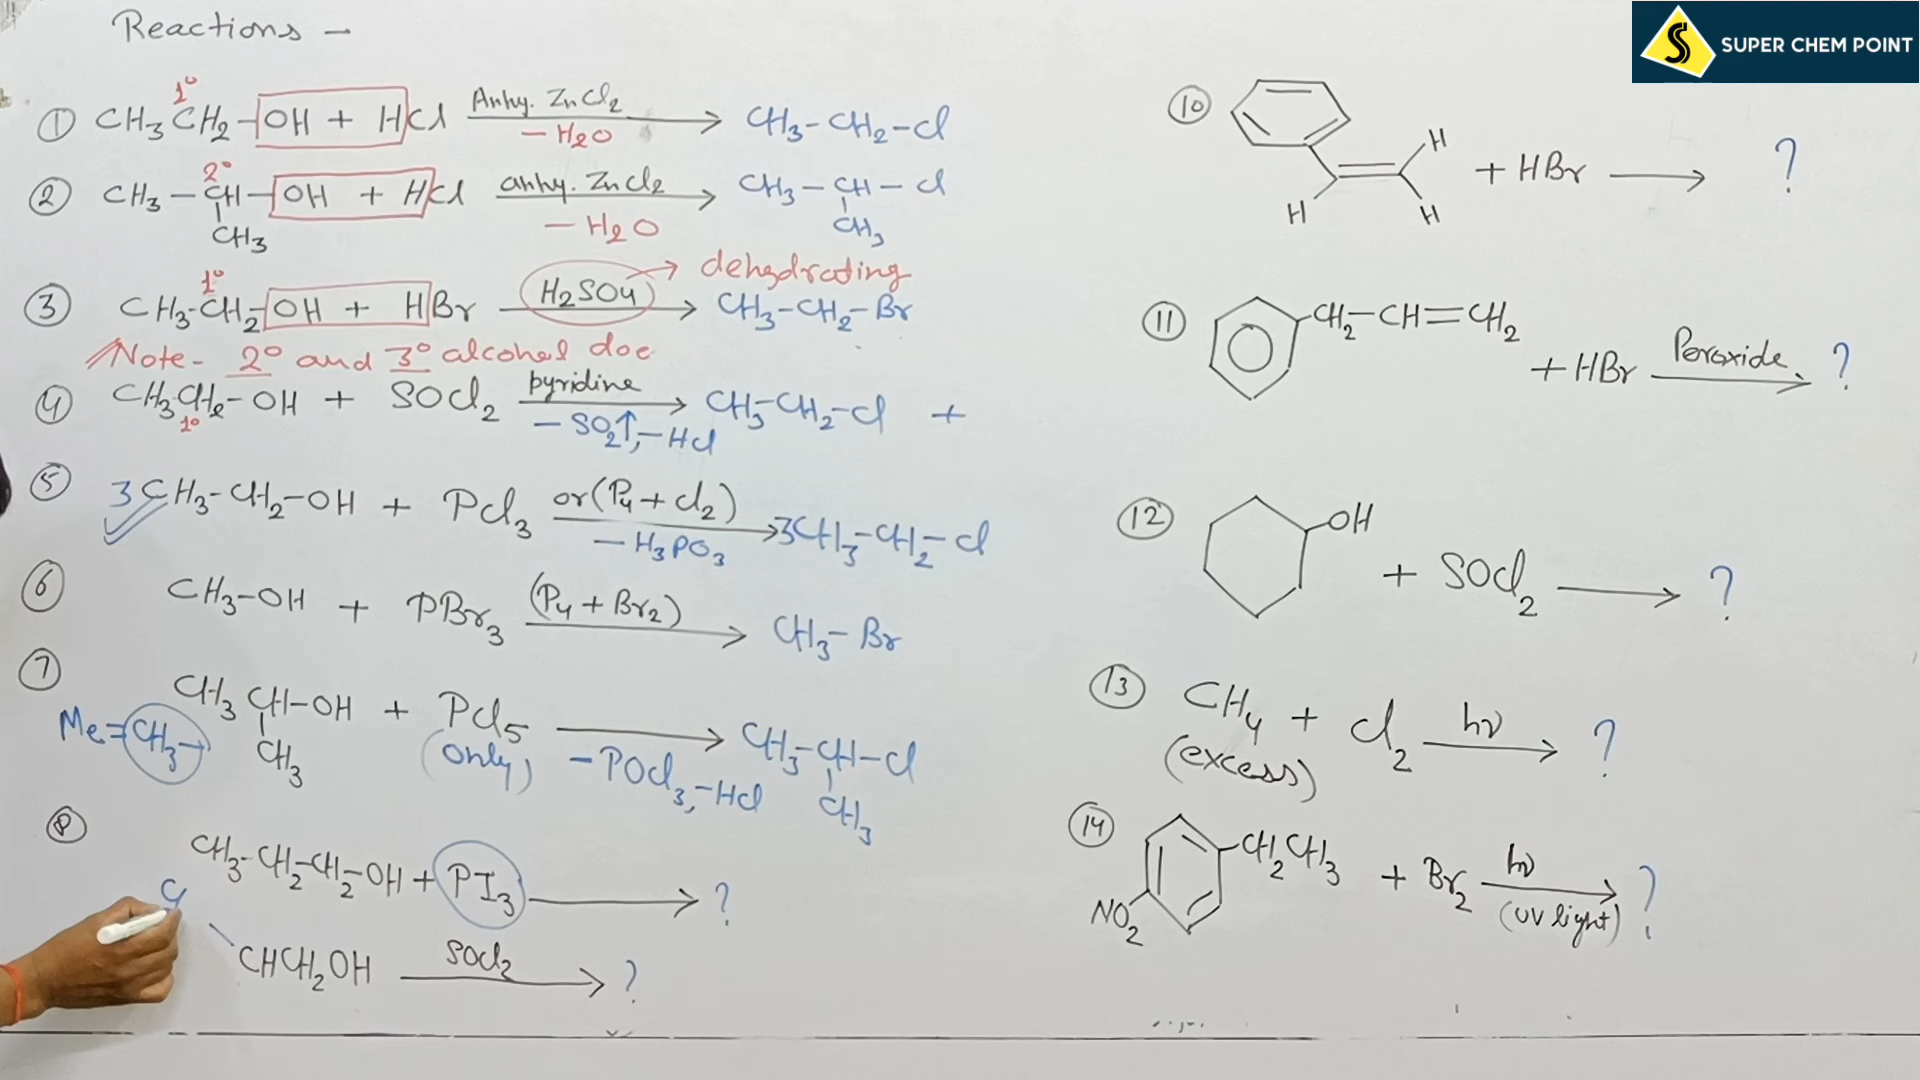 Reactions -
SUPER CHEM POINT
① CH3CH2-OH + HCl Anhy. ZnCl2 - H2O CH3-CH2-Cl
1°
② CH3-CH-OH + HCl anhy. ZnCl2 - H2O CH3-CH-Cl
2°
CH3 CH3
③ CH3-CH2-OH + HBr H2SO4 → dehydrating CH3-CH2-Br
1°
Note- 2° and 3° alcohol doe
④ CH3CH2-OH + SOCl2 pyridine - SO2↑, - HCl CH3-CH2-Cl +
1°
⑤ 3CH3-CH2-OH + PCl3 or (P4 + Cl2) - H3PO3 3CH3-CH2-Cl
⑥ CH3-OH + PBr3 (P4 + Br2) CH3-Br
⑦ CH3CH-OH + PCl5 (only) - POCl3, -HCl CH3-CH-Cl
CH3 CH3
Me=CH3-
⑧ CH3-CH2-CH2-OH + PI3 → ?
CHCH2OH SOCl2 → ?
⑩ H H H + HBr → ?
⑪ CH2-CH=CH2 + HBr Peroxide ?
⑫ OH + SOCl2 → ?
⑬ CH4 (excess) + Cl2 hν → ?
⑭ CH2CH3 NO2 + Br2 hν (UV light) ?